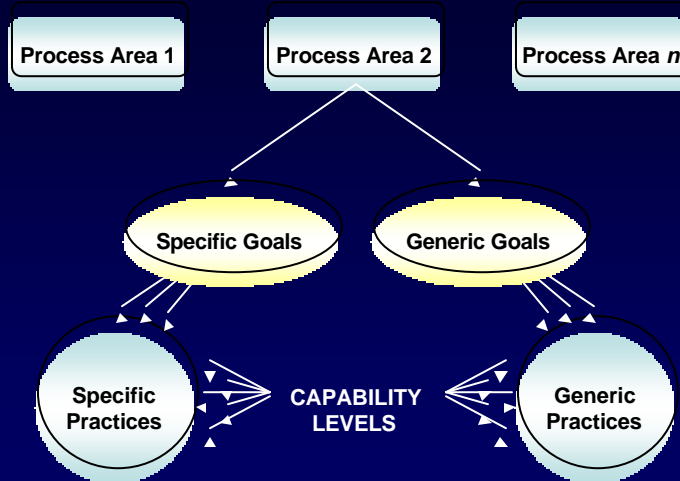 Process Area 1
Process Area 2
Process Area n
Specific Goals
Generic Goals
Specific
Practices
CAPABILITY
LEVELS
Generic
Practices